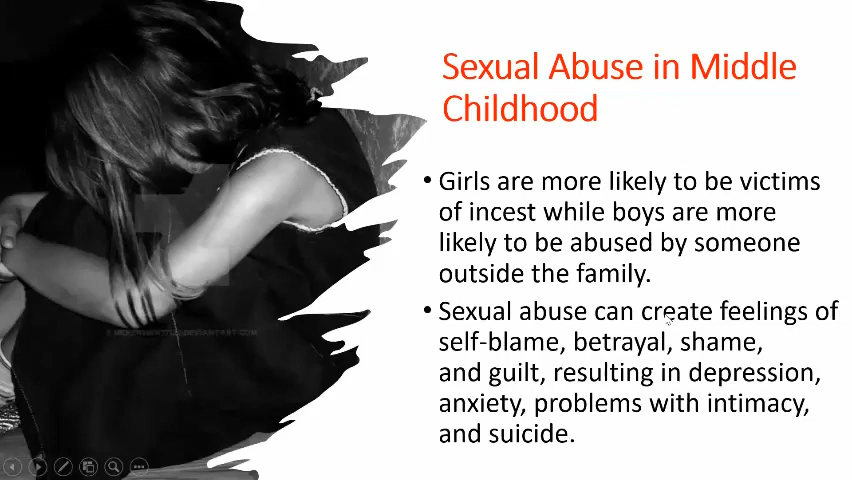 Sexual Abuse in Middle
Childhood
• Girls are more likely to be victims
of incest while boys are more
likely to be abused by someone
outside the family.
• Sexual abuse can create feelings of
self-blame, betrayal, shame,
and guilt, resulting in depression,
anxiety, problems with intimacy,
and suicide.